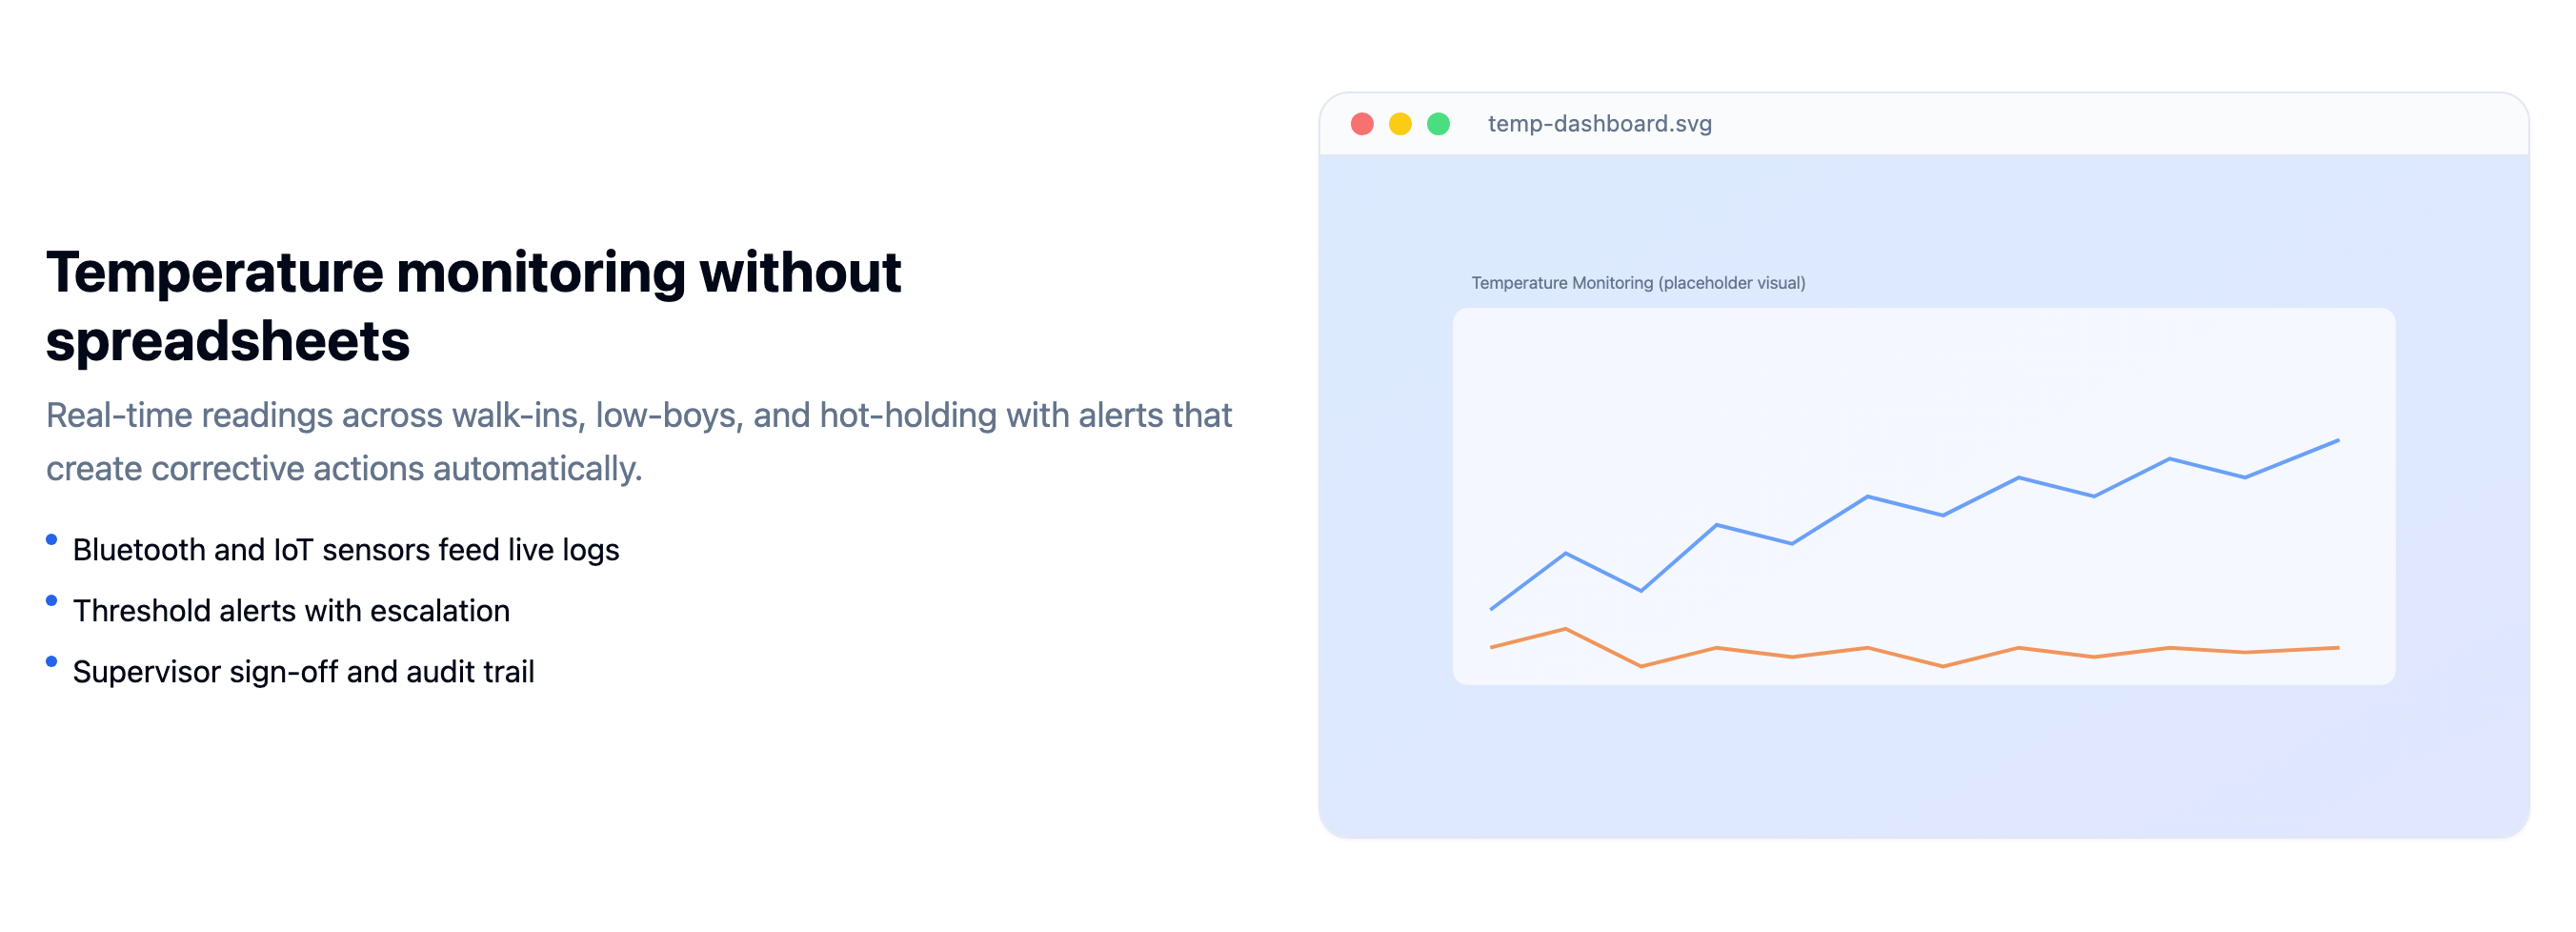 Temperature monitoring without
spreadsheets
Real-time readings across walk-ins, low-boys, and hot-holding with alerts that
create corrective actions automatically.
Bluetooth and IoT sensors feed live logs
Threshold alerts with escalation
Supervisor sign-off and audit trail
temp-dashboard.svg
Temperature Monitoring (placeholder visual)